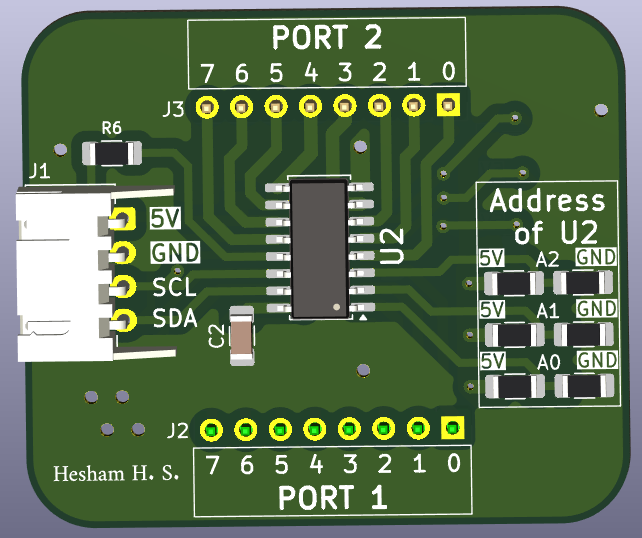 PORT 2
7 6 5 4 3 2 1 0
J3
R6
J1
5V
GND
SCL
SDA
U2
C2
Address
of U2
5V A2 GND
5V A1 GND
5V A0 GND
J2
7 6 5 4 3 2 1 0
PORT 1
Hesham H. S.